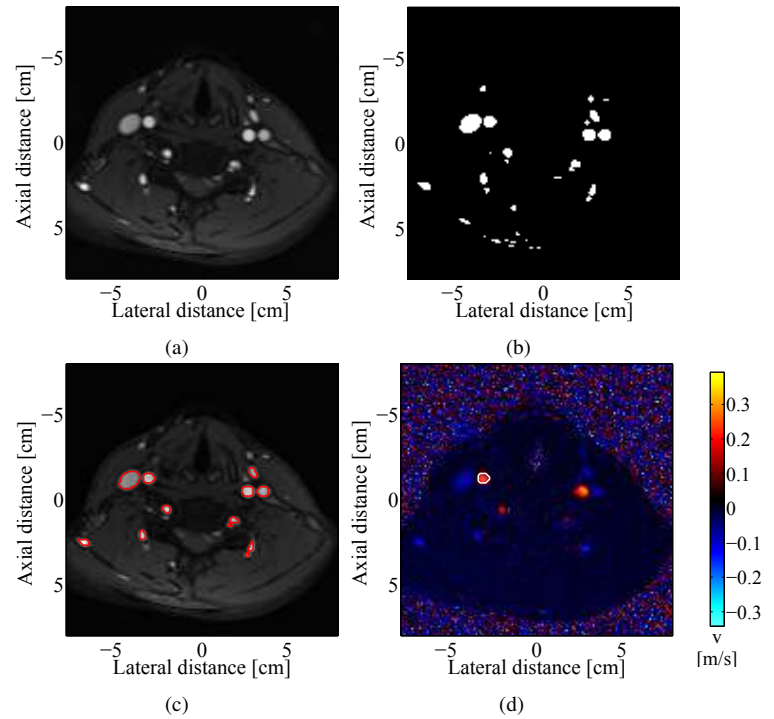 −5
0
5
Axial distance [cm]
−5 0 5
Lateral distance [cm]
(a)
−5
0
5
Axial distance [cm]
−5 0 5
Lateral distance [cm]
(b)
−5
0
5
Axial distance [cm]
−5 0 5
Lateral distance [cm]
(c)
−5
0
5
Axial distance [cm]
−5 0 5
Lateral distance [cm]
(d)
0.3
0.2
0.1
0
−0.1
−0.2
−0.3
v
[m/s]